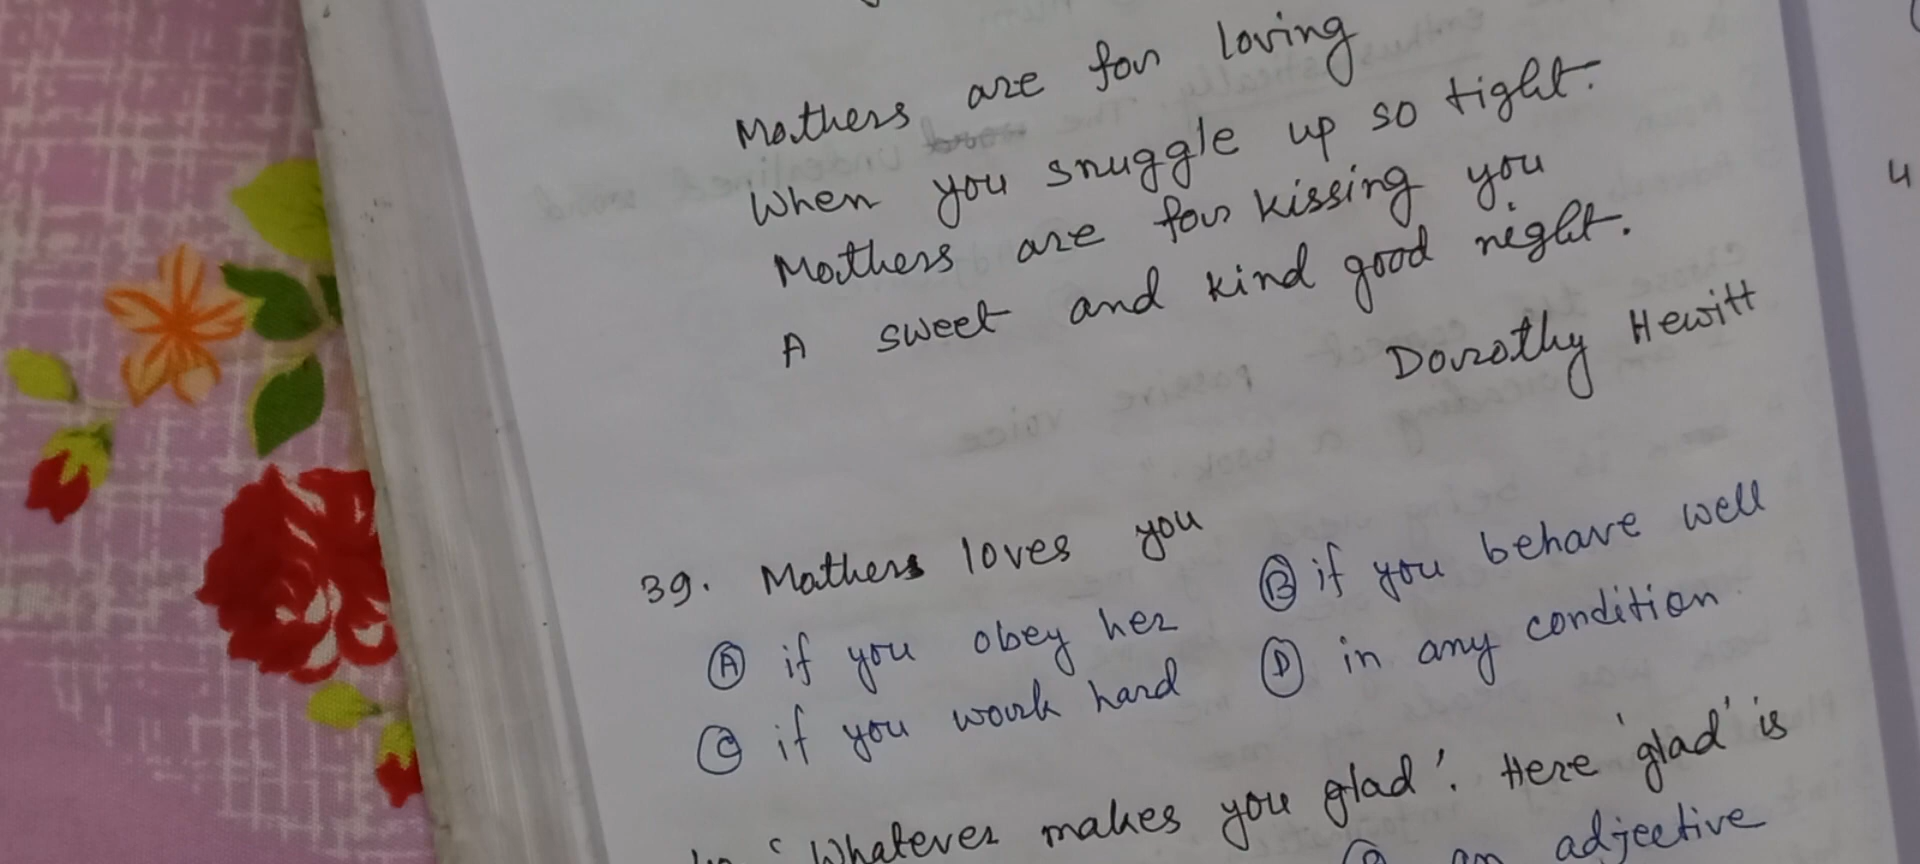 Mothers are for loving
When you snuggle up so tight.
Mothers are for kissing you
A sweet and kind good night.
Dorothy Hewitt
39. Mothers loves you
Ⓐ if you obey her Ⓑ if you behave well
Ⓒ if you work hard Ⓓ in any condition
'Whatever makes you glad'. Here 'glad' is
an adjective
4